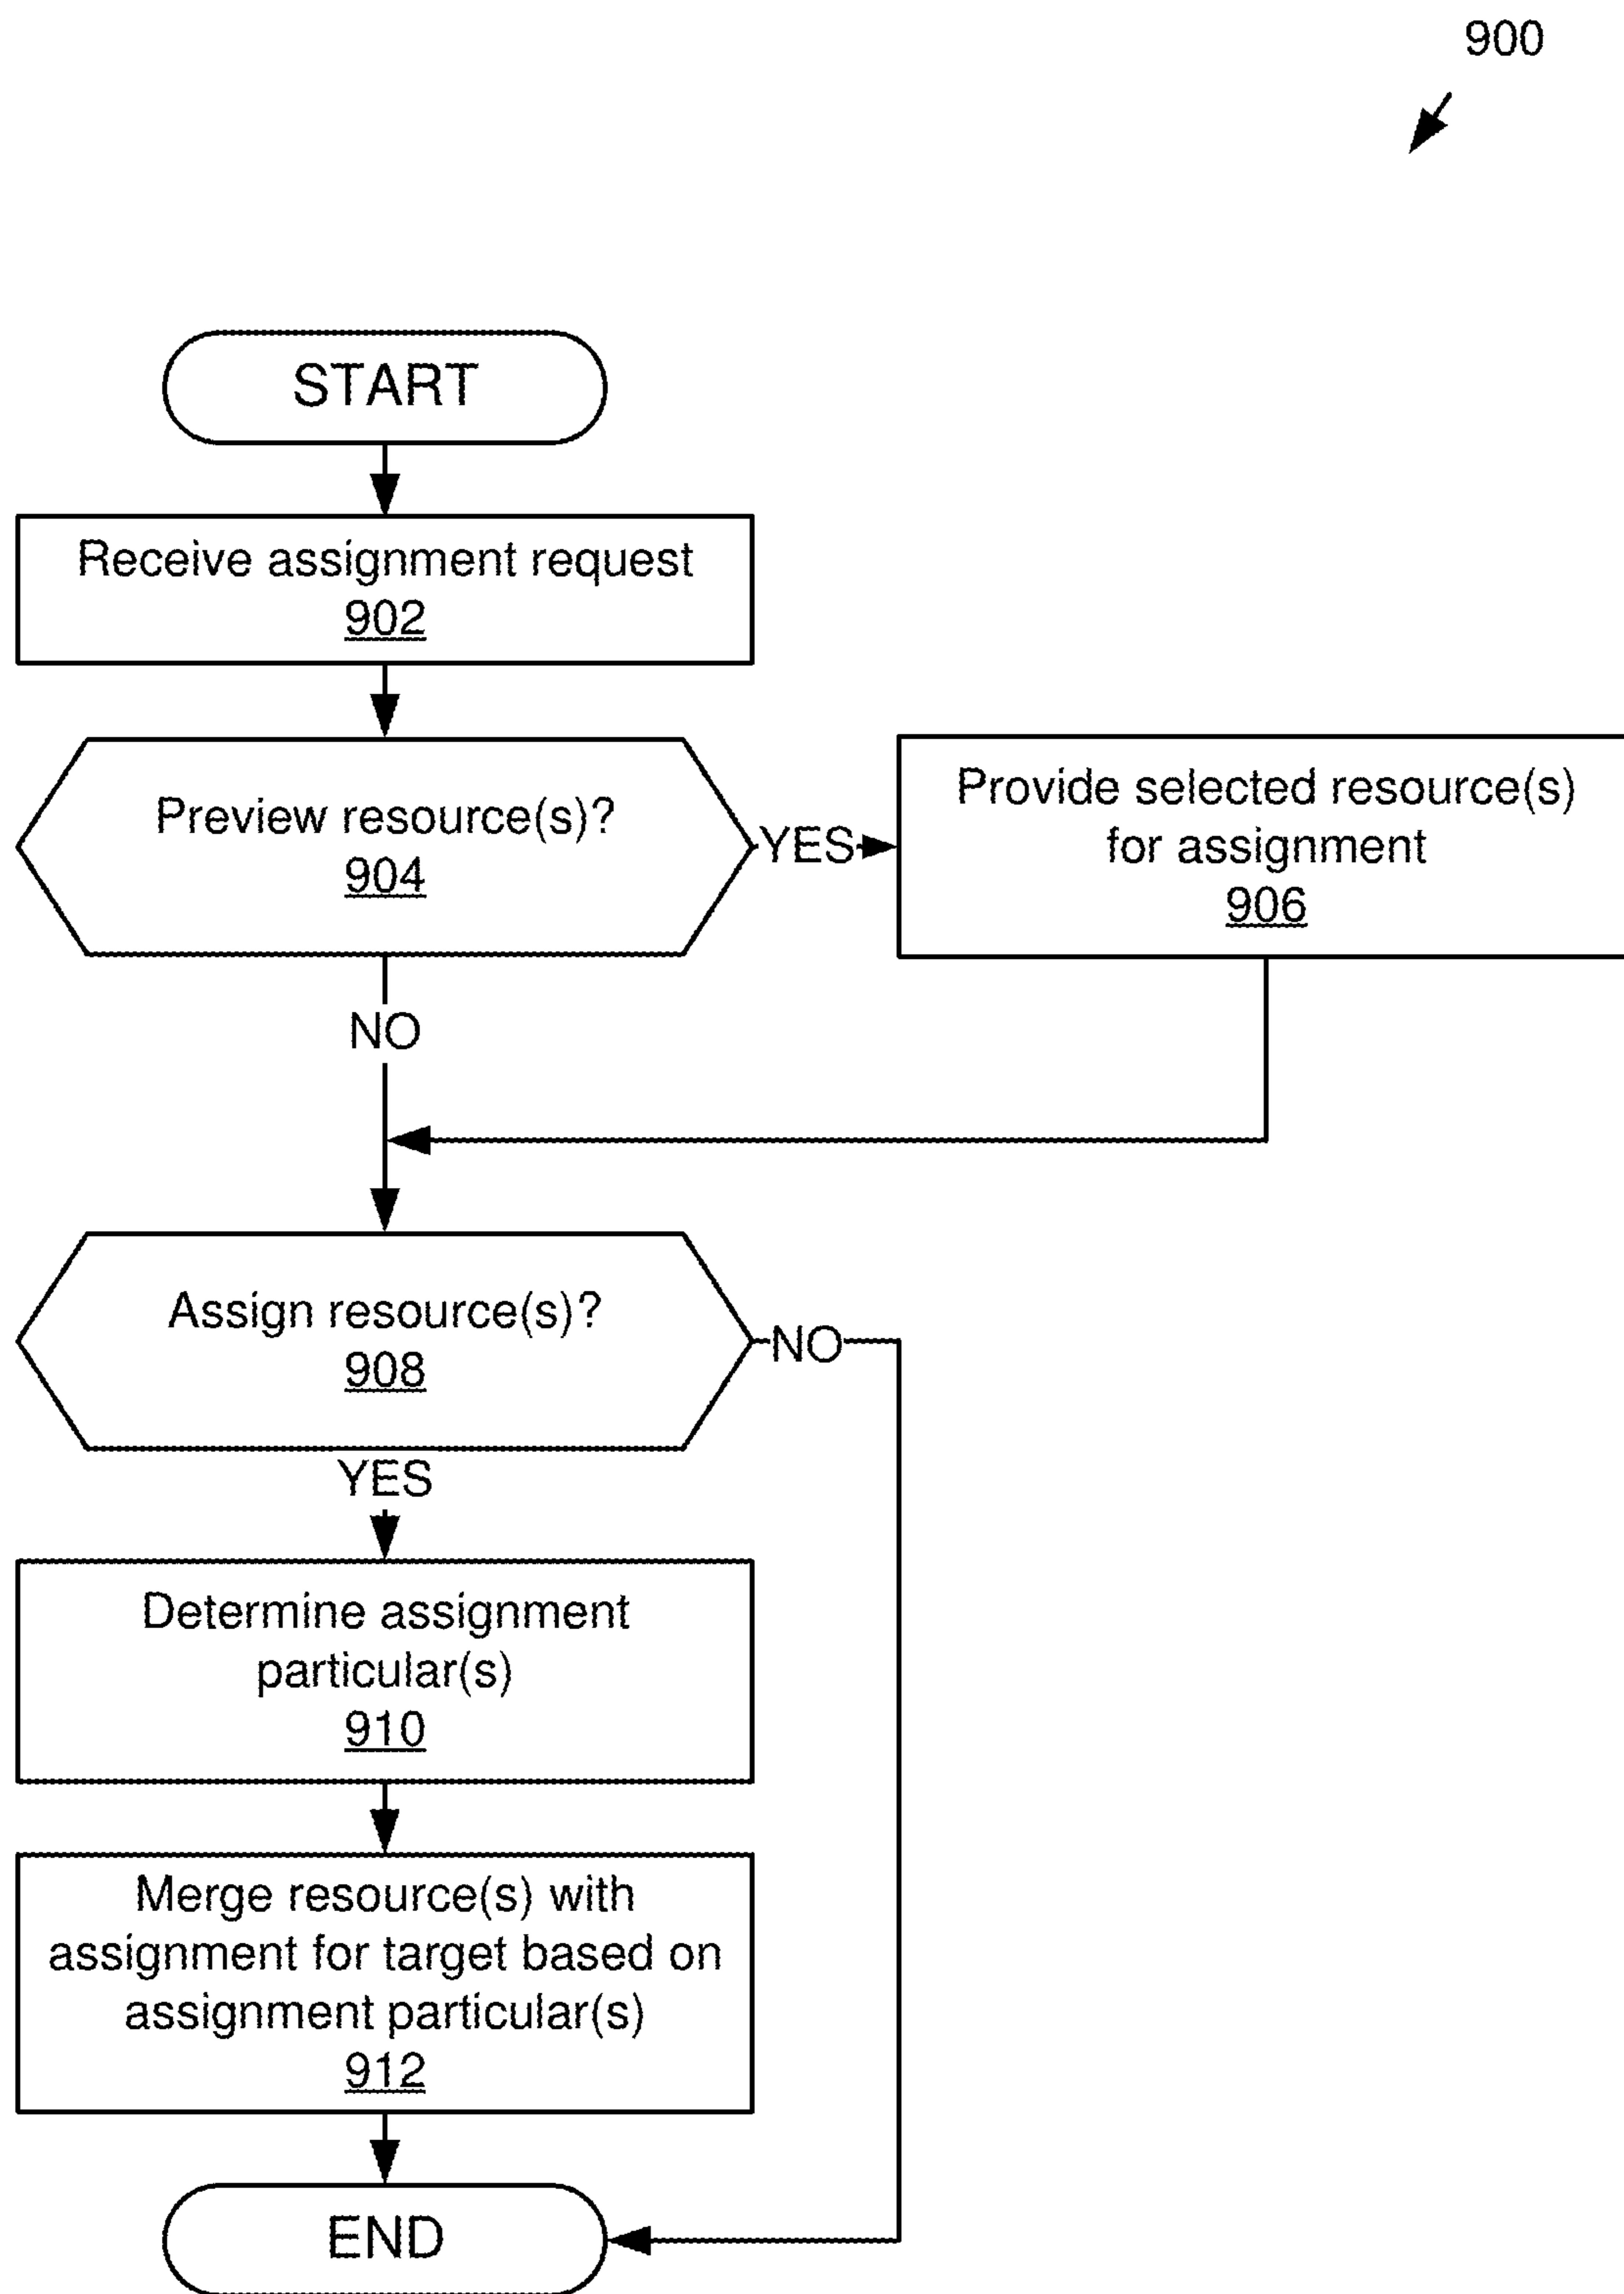 900
START
Receive assignment request
902
Preview resource(s)?
904
YES
Provide selected resource(s)
for assignment
906
NO
Assign resource(s)?
908
NO
YES
Determine assignment
particular(s)
910
Merge resource(s) with
assignment for target based on
assignment particular(s)
912
END